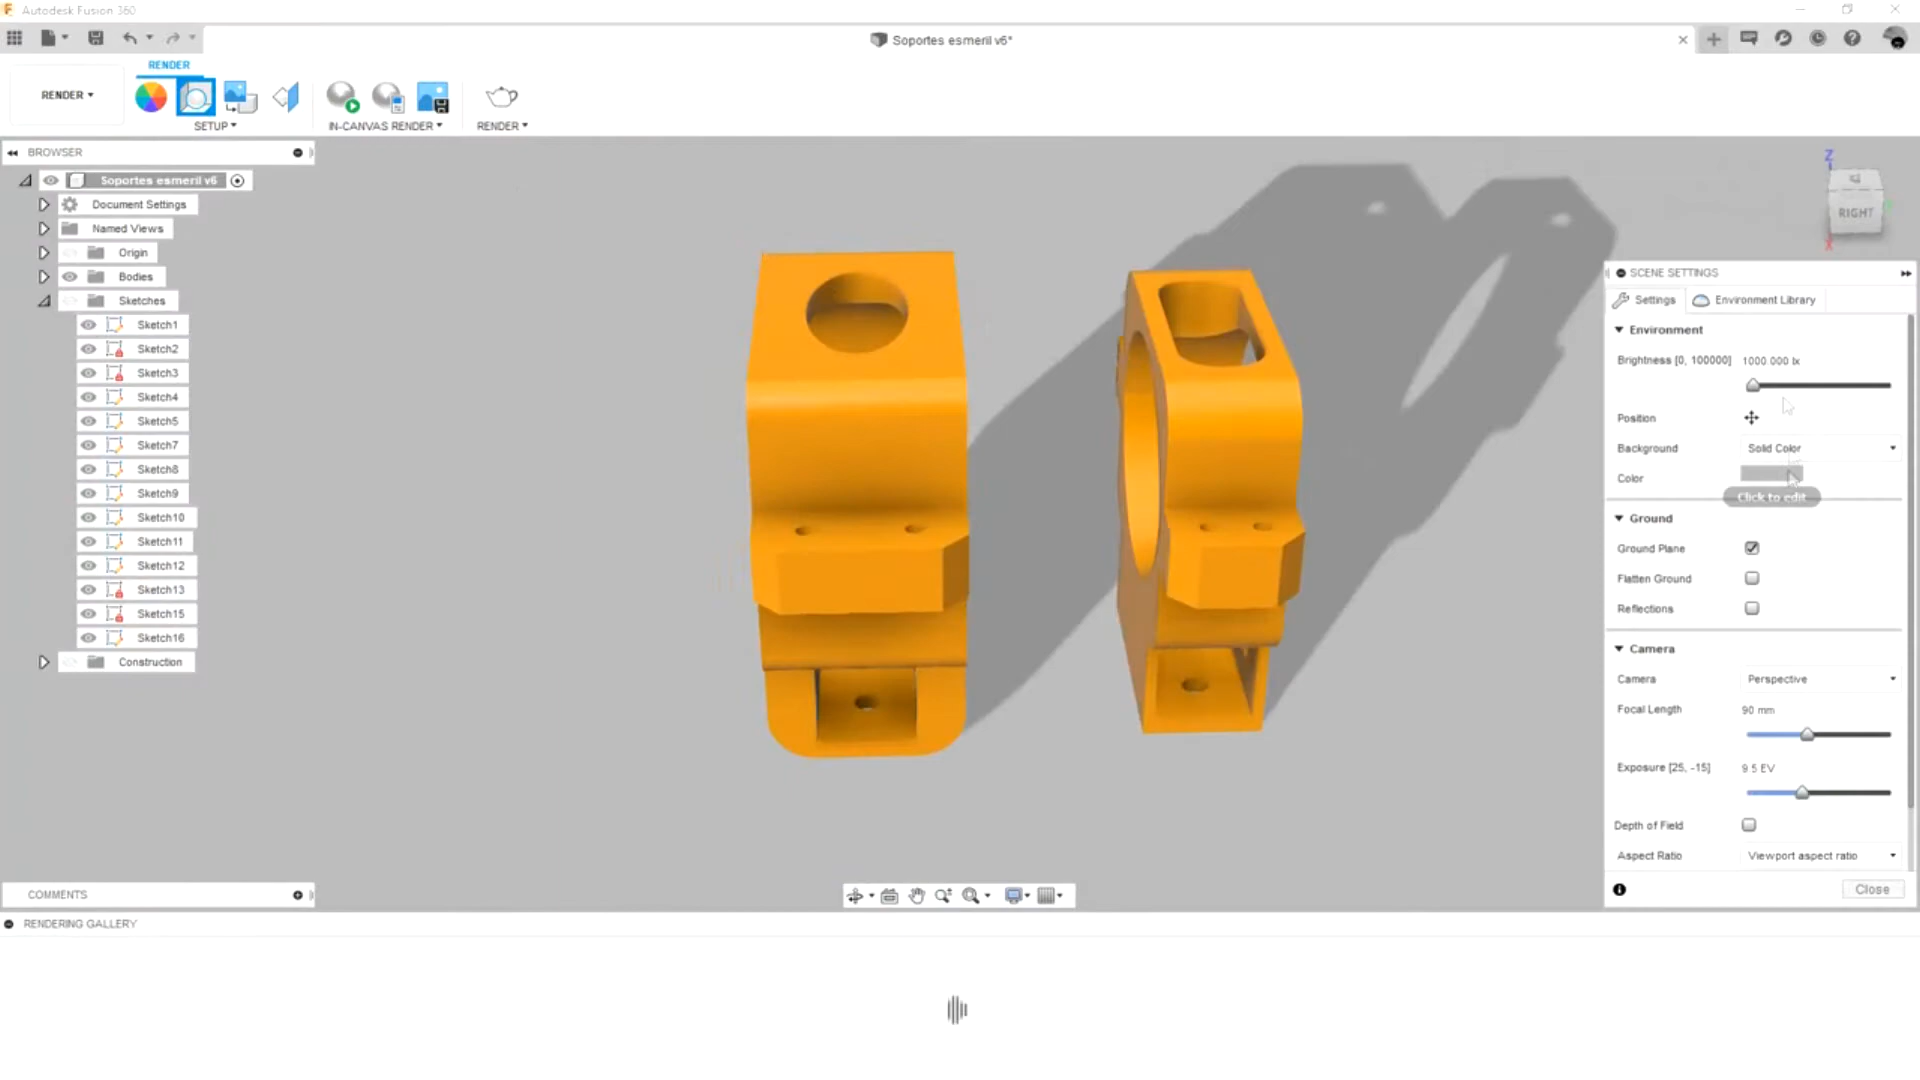 Autodesk Fusion 360
Soportes esmeril v6*
RENDER
RENDER
SETUP
IN-CANVAS RENDER
RENDER
BROWSER
Soportes esmeril v6
Document Settings
Named Views
Origin
Bodies
Sketches
Sketch1
Sketch2
Sketch3
Sketch4
Sketch5
Sketch7
Sketch8
Sketch9
Sketch10
Sketch11
Sketch12
Sketch13
Sketch15
Sketch16
Construction
COMMENTS
RENDERING GALLERY
Z
RIGHT
X
SCENE SETTINGS
Settings
Environment Library
Environment
Brightness [0, 100000] 1000.000 lx
Position
Background Solid Color
Color
Click to edit
Ground
Ground Plane
Flatten Ground
Reflections
Camera
Camera Perspective
Focal Length 90 mm
Exposure [25, -15] 9.5 EV
Depth of Field
Aspect Ratio Viewport aspect ratio
Close